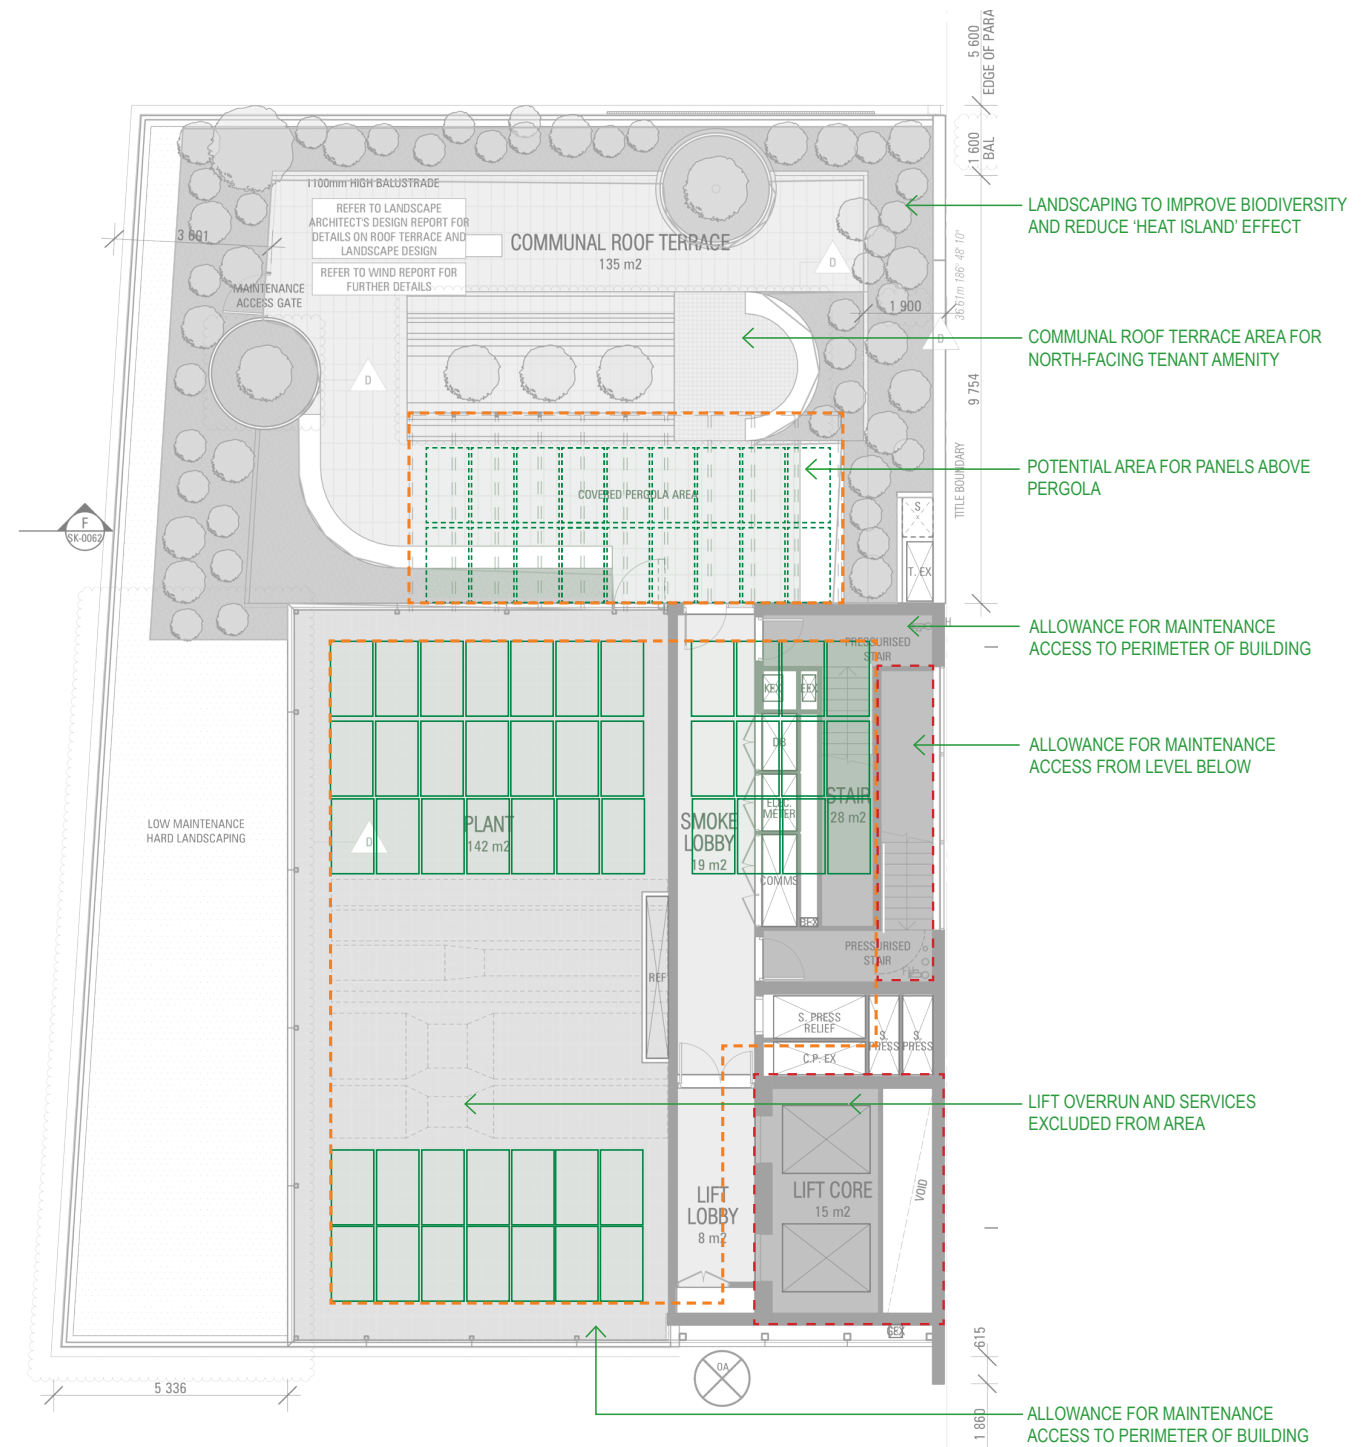 5 600
EDGE OF PARA
1 600
BAL
1100mm HIGH BALUSTRADE
REFER TO LANDSCAPE
ARCHITECT'S DESIGN REPORT FOR
DETAILS ON ROOF TERRACE AND
LANDSCAPE DESIGN
REFER TO WIND REPORT FOR
FURTHER DETAILS
3 601
COMMUNAL ROOF TERRACE
135 m2
D
LANDSCAPING TO IMPROVE BIODIVERSITY
AND REDUCE ‘HEAT ISLAND’ EFFECT
36.61m 186° 48' 10"
MAINTENANCE
ACCESS GATE
1 900
D
COMMUNAL ROOF TERRACE AREA FOR
NORTH-FACING TENANT AMENITY
D
9 754
POTENTIAL AREA FOR PANELS ABOVE
PERGOLA
COVERED PERGOLA AREA
TITLE BOUNDARY
S.
T. EX
F
SK-0062
ALLOWANCE FOR MAINTENANCE
ACCESS TO PERIMETER OF BUILDING
PRESSURISED
STAIR
KEX
EEX
DB
ALLOWANCE FOR MAINTENANCE
ACCESS FROM LEVEL BELOW
ELEC.
METER
STAIR
28 m2
LOW MAINTENANCE
HARD LANDSCAPING
D
PLANT
142 m2
SMOKE
LOBBY
19 m2
COMMS
BEX
PRESSURISED
STAIR
REF
S. PRESS
RELIEF
S.
PRESS
S.
PRESS
C.P. EX
LIFT OVERRUN AND SERVICES
EXCLUDED FROM AREA
LIFT
LOBBY
8 m2
LIFT CORE
15 m2
VOID
GEX
615
OA
5 336
1 860
ALLOWANCE FOR MAINTENANCE
ACCESS TO PERIMETER OF BUILDING